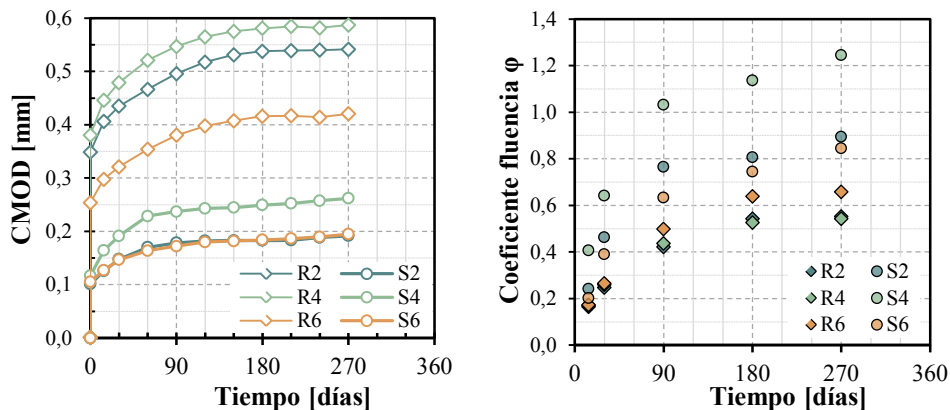 CMOD [mm]
0,6
0,5
0,4
0,3
0,2
0,1
0,0
R2 S2
R4 S4
R6 S6
0 90 180 270 360
Tiempo [días]
Coeficiente fluencia φ
1,4
1,2
1,0
0,8
0,6
0,4
0,2
0,0
R2 S2
R4 S4
R6 S6
0 90 180 270 360
Tiempo [días]